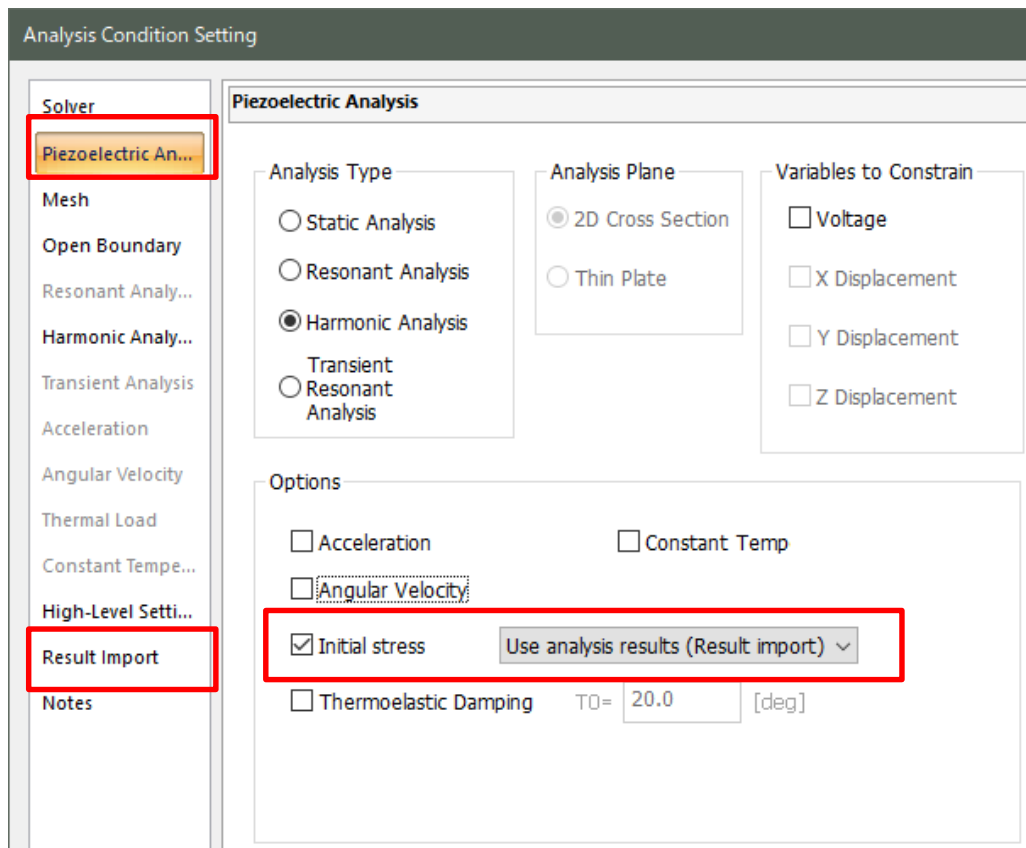 Analysis Condition Setting
Solver
Piezoelectric An...
Mesh
Open Boundary
Resonant Analy...
Harmonic Analy...
Transient Analysis
Acceleration
Angular Velocity
Thermal Load
Constant Tempe...
High-Level Setti...
Result Import
Notes
Piezoelectric Analysis
Analysis Type
Static Analysis
Resonant Analysis
Harmonic Analysis
Transient
Resonant
Analysis
Analysis Plane
2D Cross Section
Thin Plate
Variables to Constrain
Voltage
X Displacement
Y Displacement
Z Displacement
Options
Acceleration
Constant Temp
Angular Velocity
Initial stress Use analysis results (Result import)
Thermoelastic Damping T0= 20.0 [deg]